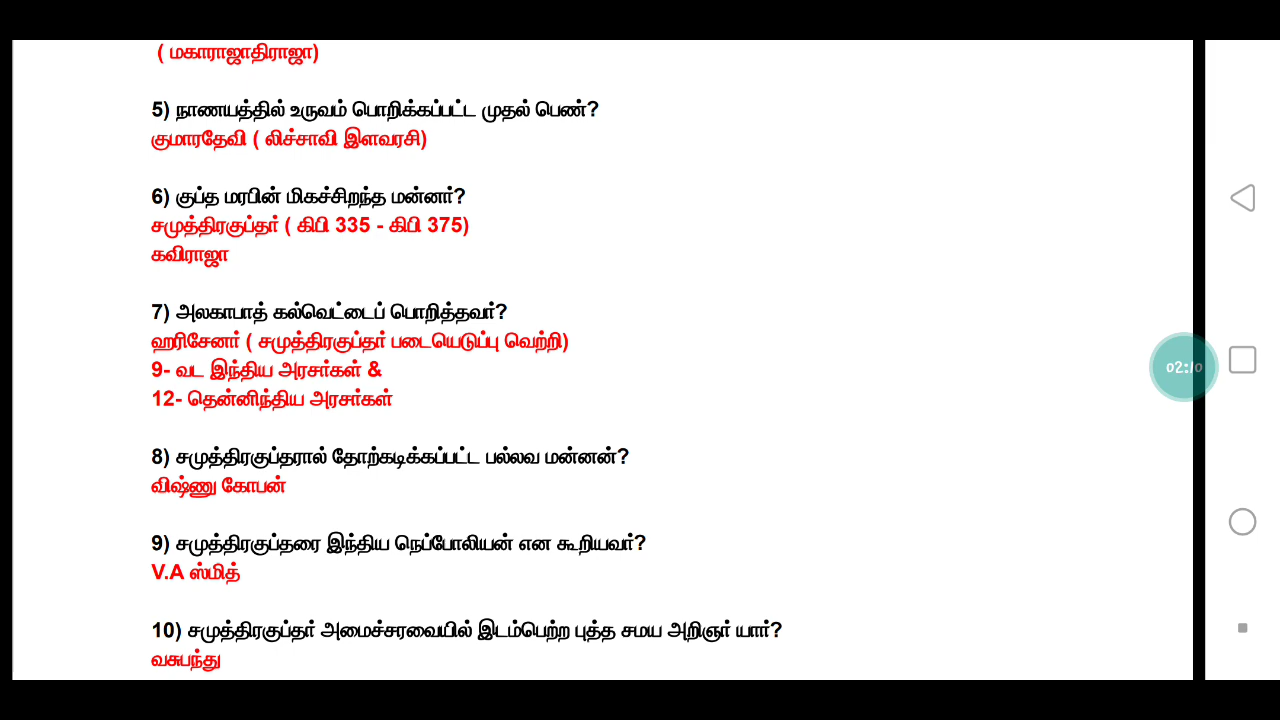 ( மகாராஜாதிராஜா)
5) நாணயத்தில் உருவம் பொறிக்கப்பட்ட முதல் பெண்?
குமாரதேவி ( லிச்சாவி இளவரசி)
6) குப்த மரபின் மிகச்சிறந்த மன்னர்?
சமுத்திரகுப்தர் ( கிபி 335 - கிபி 375)
கவிராஜா
7) அலகாபாத் கல்வெட்டைப் பொறித்தவர்?
ஹரிசேனர் ( சமுத்திரகுப்தர் படையெடுப்பு வெற்றி)
9- வட இந்திய அரசர்கள் &
12- தென்னிந்திய அரசர்கள்
02:10
8) சமுத்திரகுப்தரால் தோற்கடிக்கப்பட்ட பல்லவ மன்னன்?
விஷ்ணு கோபன்
9) சமுத்திரகுப்தரை இந்திய நெப்போலியன் என கூறியவர்?
V.A ஸ்மித்
10) சமுத்திரகுப்தர் அமைச்சரவையில் இடம்பெற்ற புத்த சமய அறிஞர் யார்?
வசுபந்து